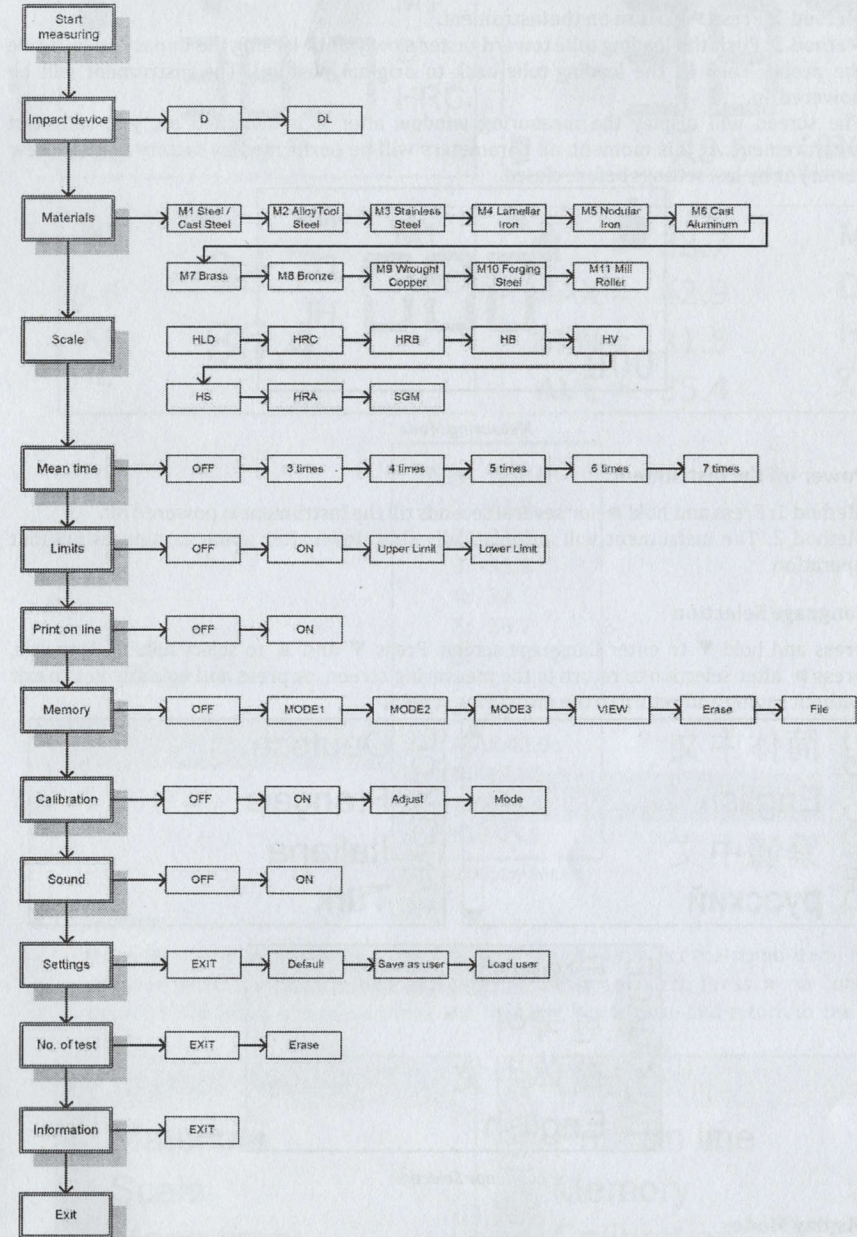 Start
measuring
Impact device
D
DL
Materials
M1 Steel /
Cast Steel
M2 AlloyTool
Steel
M3 Stainless
Steel
M4 Lamellar
Iron
M5 Nodular
Iron
M6 Cast
Aluminum
M7 Brass
M8 Bronze
M9 Wrought
Copper
M10 Forging
Steel
M11 Mill
Roller
Scale
HLD
HRC
HRB
HB
HV
HS
HRA
SGM
Mean time
OFF
3 times
4 times
5 times
6 times
7 times
Limits
OFF
ON
Upper Limit
Lower Limit
Print on line
OFF
ON
Memory
OFF
MODE1
MODE2
MODE3
VIEW
Erase
File
Calibration
OFF
ON
Adjust
Mode
Sound
OFF
ON
Settings
EXIT
Default
Save as user
Load user
No. of test
EXIT
Erase
Information
EXIT
Exit